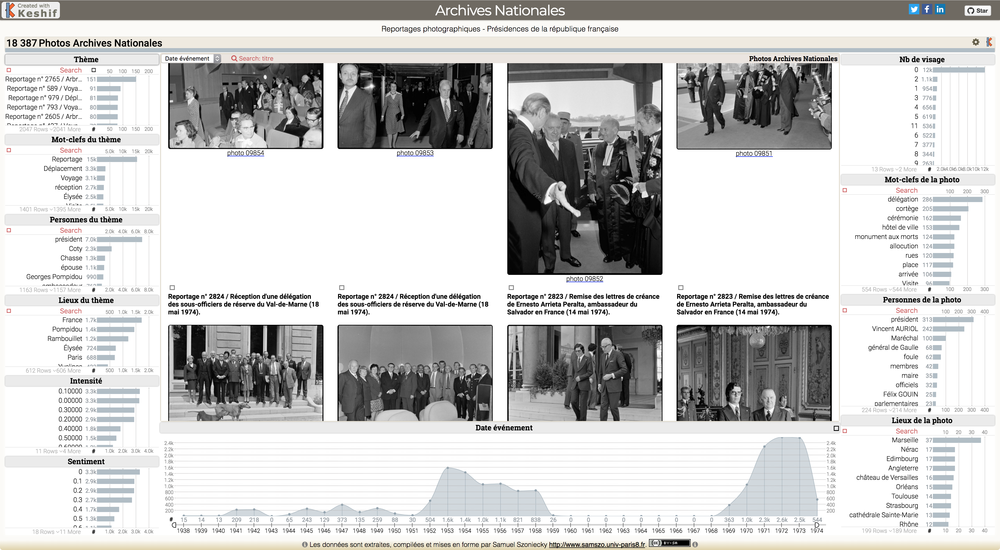 Created with
Keshif
Archives Nationales
Star
Reportages photographiques - Présidences de la république française
18 387 Photos Archives Nationales
Thème
Search
50 100 150 200
Reportage n° 2765 / Arbr... 151
Reportage n° 589 / Voya... 91
Reportage n° 979 / Dépl... 81
Reportage n° 793 / Voya... 80
Reportage n° 2605 / Arbr... 80
2047 Rows 2041 More # 50 100 150 200
Mot-clefs du thème
Search
5.0k 10k 15k 20k
Reportage 15k
Déplacement 3.3k
Voyage 3.1k
réception 2.7k
Élysée 2.5k
1401 Rows 1395 More # 5.0k 10k 15k 20k
Personnes du thème
Search
2.0k 4.0k 6.0k 8.0k
président 7.0k
Coty 2.3k
Chasse 1.3k
épouse 1.1k
Georges Pompidou 990
1163 Rows 1157 More # 2.0k 4.0k 6.0k 8.0k
Lieux du thème
Search
500 1.0k 1.5k 2.0k
France 1.7k
Pompidou 1.4k
Rambouillet 1.2k
Élysée 724
Paris 688
612 Rows 606 More # 500 1.0k 1.5k 2.0k
Intensité
0.10000 3.3k
0.00000 3.3k
0.30000 2.9k
0.20000 2.9k
0.40000 1.8k
0.50000 1.5k
11 Rows 4 More # 1.0k 2.0k 3.0k 4.0k
Sentiment
0 3.3k
0.1 2.9k
0.2 2.9k
0.3 2.7k
0.4 1.7k
0.5 1.3k
18 Rows 11 More # 1.0k 2.0k 3.0k 4.0k
Date événement
Search: titre
Photos Archives Nationales
photo 09854
photo 09853
photo 09852
photo 09851
Reportage n° 2824 / Réception d'une délégation
des sous-officiers de réserve du Val-de-Marne (18
mai 1974).
Reportage n° 2824 / Réception d'une délégation
des sous-officiers de réserve du Val-de-Marne (18
mai 1974).
Reportage n° 2823 / Remise des lettres de créance
de Ernesto Arrieta Peralta, ambassadeur du
Salvador en France (14 mai 1974).
Reportage n° 2823 / Remise des lettres de créance
de Ernesto Arrieta Peralta, ambassadeur du
Salvador en France (14 mai 1974).
Date événement
2.4k 2.4k
2.2k 2.2k
2.0k 2.0k
1.8k 1.8k
1.6k 1.6k
1.4k 1.4k
1.2k 1.2k
1.0k 1.0k
800 800
600 600
400 400
200 200
# 15 14 13 209 218 0 65 243 129 373 135 259 88 30 504 1.6k 1.4k 1.0k 1.1k 821 838 26 0 0 0 0 0 0 0 0 0 363 1.0k 2.3k 2.6k 2.5k 544
1938 1939 1940 1941 1942 1943 1944 1945 1946 1947 1948 1949 1950 1951 1952 1953 1954 1955 1956 1957 1958 1959 1960 1961 1962 1963 1964 1965 1966 1967 1968 1969 1970 1971 1972 1973 1974
Nb de visage
0 12k
2 1.1k
1 954
3 776
4 656
5 619
11 536
6 522
7 377
8 344
9 263
13 Rows 2 More # 2.0k 4.0k 6.0k 8.0k 10k 12k
Mot-clefs de la photo
Search
100 200 300
délégation 286
cortège 205
cérémonie 162
hôtel de ville 153
monument aux morts 124
allocution 124
rues 120
place 117
arrivée 106
Visite 96
554 Rows 544 More # 100 200 300
Personnes de la photo
Search
100 200 300 400
président 313
Vincent AURIOL 242
Maréchal 100
général de Gaulle 68
foule 62
membres 42
maire 35
officiels 32
Félix GOUIN 25
parlementaires 23
224 Rows 214 More # 100 200 300 400
Lieux de la photo
Search
10 20 30 40
Marseille 37
Nérac 17
Edimbourg 17
Angleterre 17
château de Versailles 16
Orléans 15
Toulouse 14
Strasbourg 14
cathédrale Sainte-Marie 13
Rhône 12
199 Rows 189 More # 10 20 30 40
Les données sont extraites, compilées et mises en forme par Samuel Szoniecky http://www.samszo.univ-paris8.fr. cc BY-SA